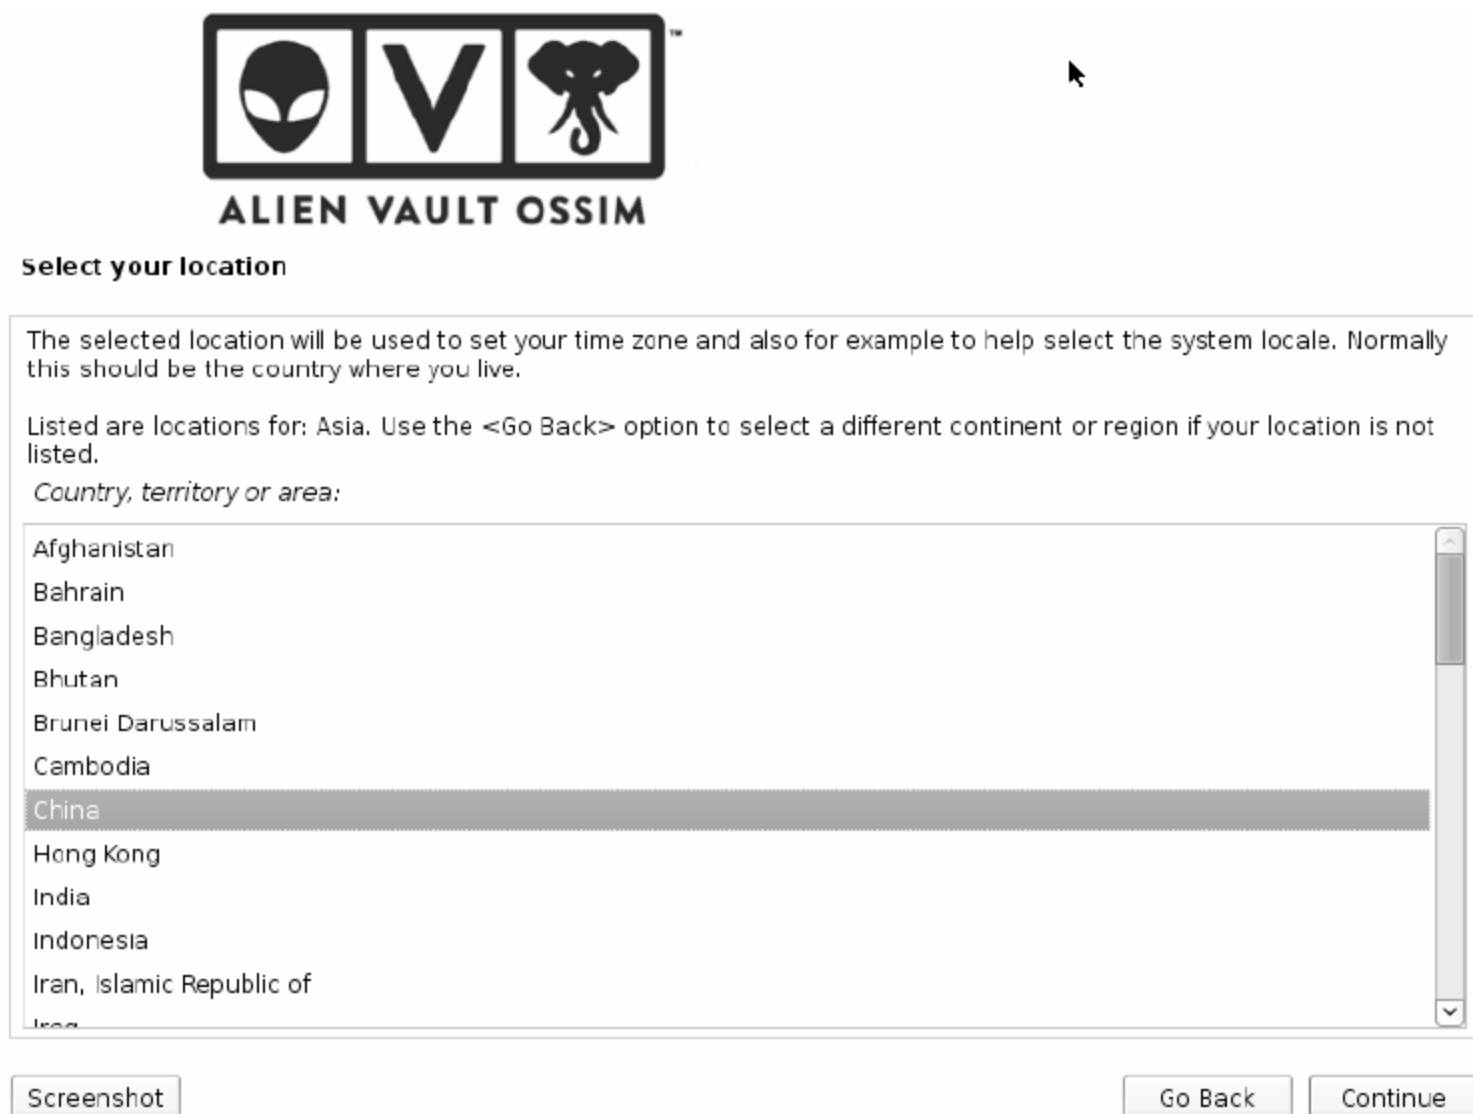 V
™
ALIEN VAULT OSSIM
Select your location
The selected location will be used to set your time zone and also for example to help select the system locale. Normally
this should be the country where you live.
Listed are locations for: Asia. Use the <Go Back> option to select a different continent or region if your location is not
listed.
Country, territory or area:
Afghanistan
Bahrain
Bangladesh
Bhutan
Brunei Darussalam
Cambodia
China
Hong Kong
India
Indonesia
Iran, Islamic Republic of
Iraq
Screenshot
Go Back
Continue